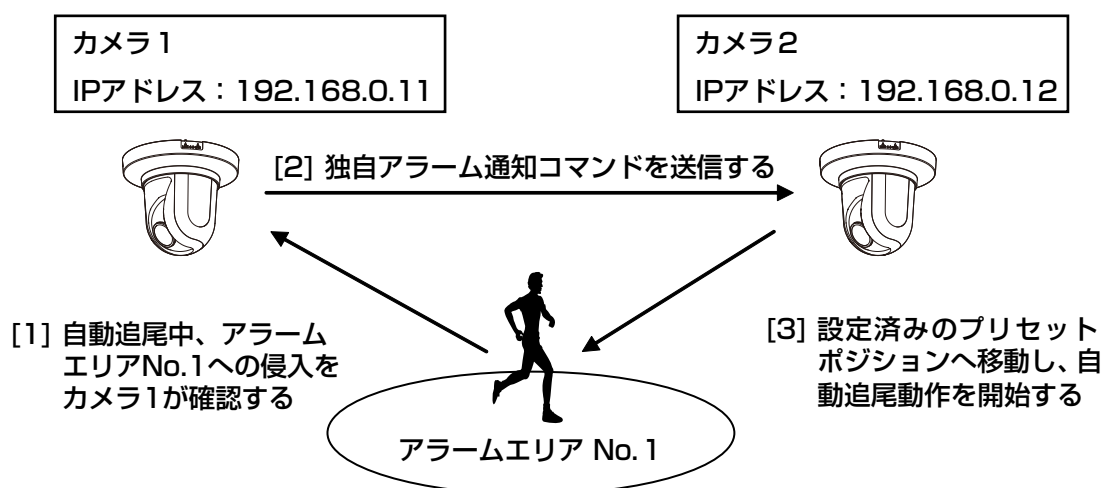 カメラ1
IPアドレス：192.168.0.11
カメラ2
IPアドレス：192.168.0.12
[2] 独自アラーム通知コマンドを送信する
[1] 自動追尾中、アラーム
エリアNo.1への侵入を
カメラ1が確認する
[3] 設定済みのプリセット
ポジションへ移動し、自
動追尾動作を開始する
アラームエリア No.1